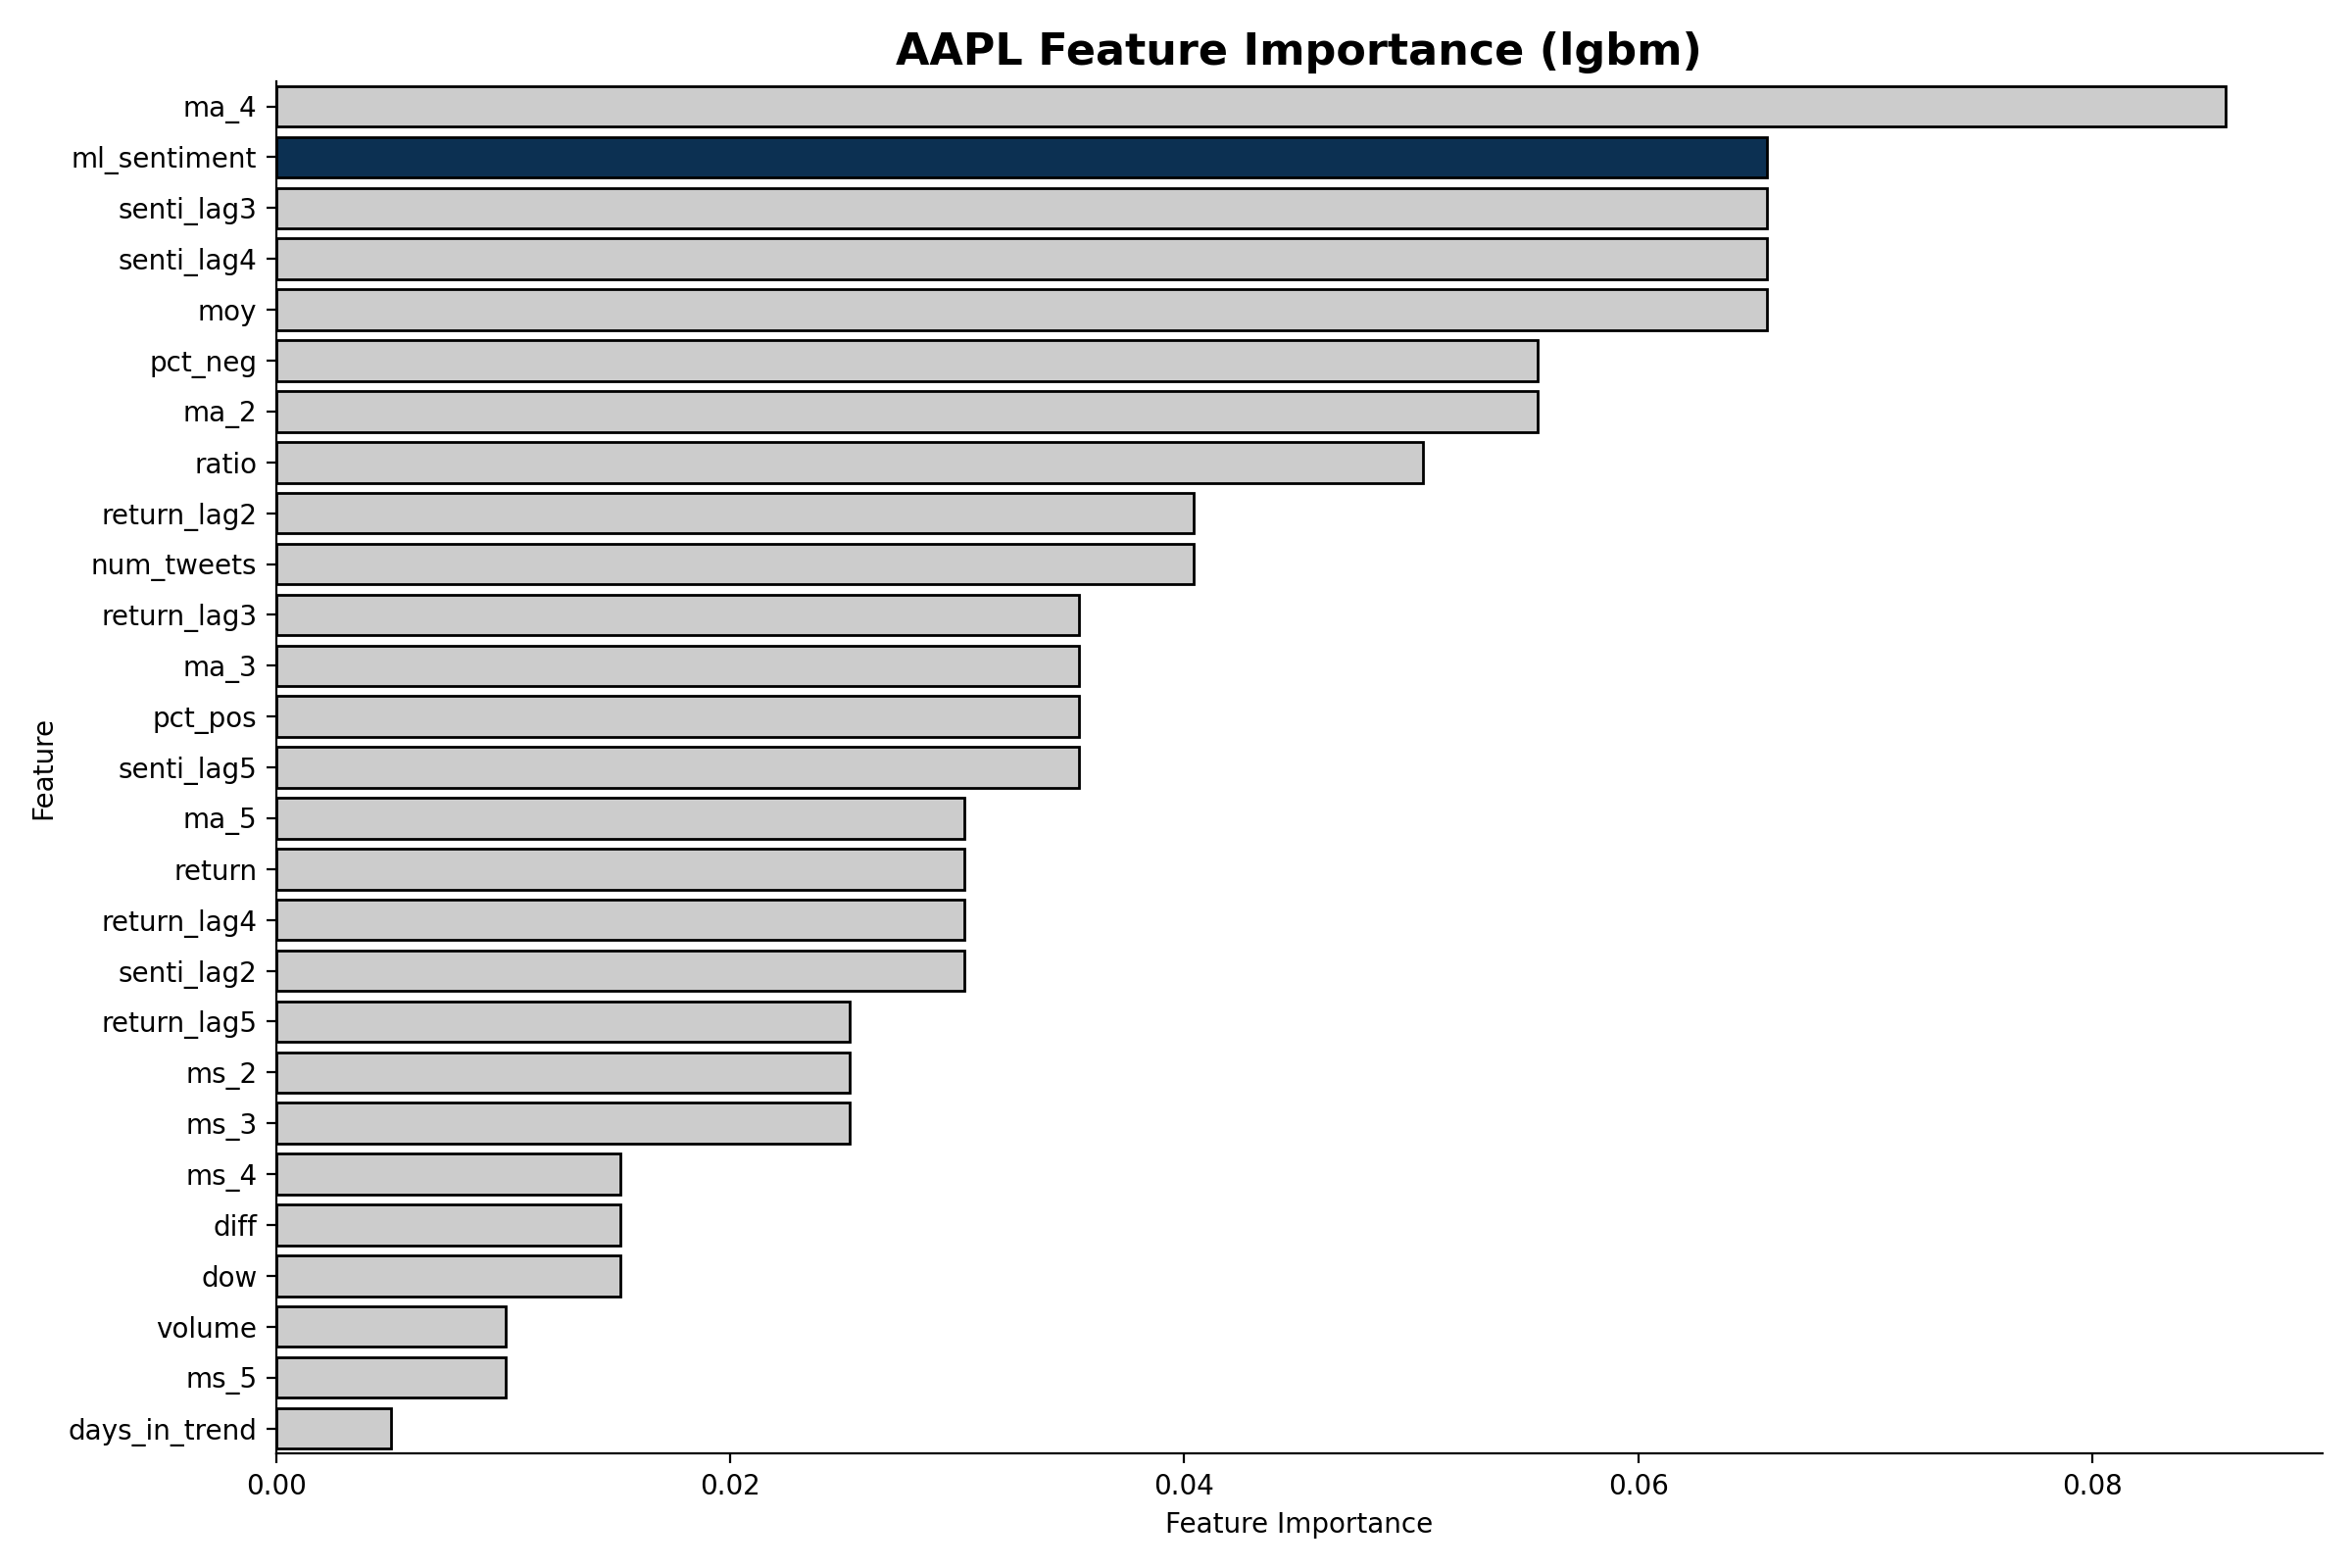 AAPL Feature Importance (lgbm)
ma_4
ml_sentiment
senti_lag3
senti_lag4
moy
pct_neg
ma_2
ratio
return_lag2
num_tweets
return_lag3
ma_3
pct_pos
senti_lag5
ma_5
return
return_lag4
senti_lag2
return_lag5
ms_2
ms_3
ms_4
diff
dow
volume
ms_5
days_in_trend
Feature
0.00 0.02 0.04 0.06 0.08
Feature Importance